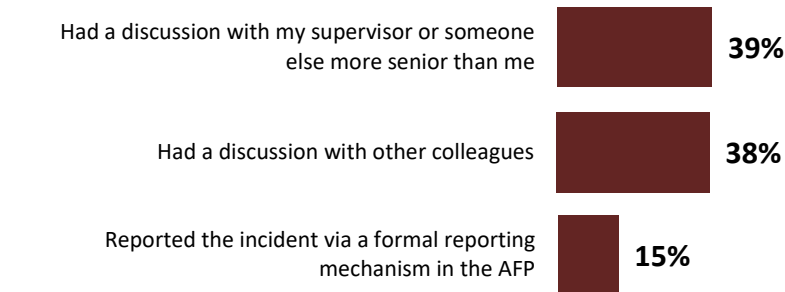 Had a discussion with my supervisor or someone
else more senior than me
39%
Had a discussion with other colleagues
38%
Reported the incident via a formal reporting
mechanism in the AFP
15%